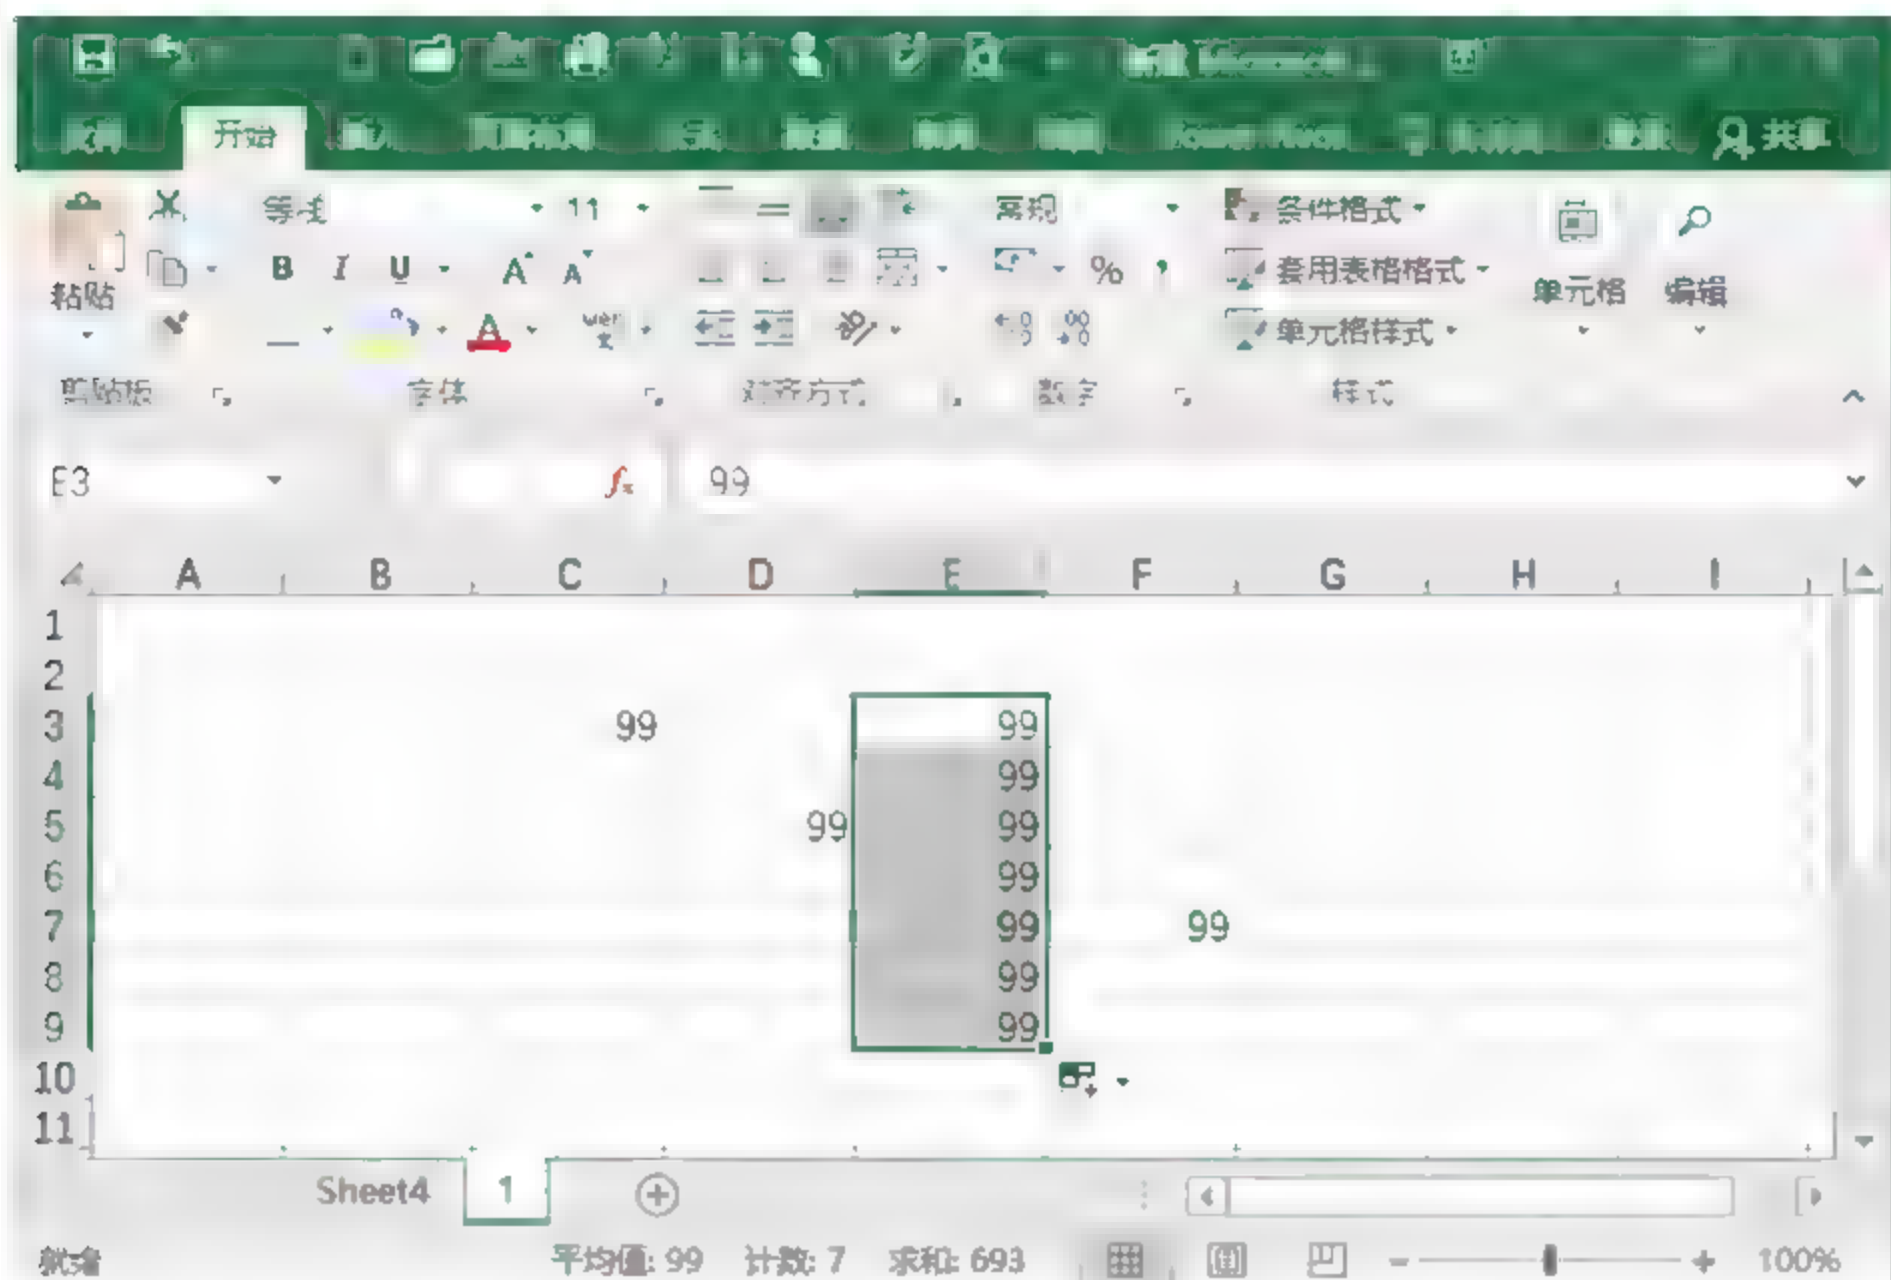 开始 共享
等线 11 常规 条件格式
B I U A A % , 套用表格格式 单元格 编辑
粘贴
A wén 单元格样式
剪贴板 字体 对齐方式 数字 样式
E3 fx 99
A B C D E F G H I
1
2
3 99 99
4 99
5 99 99
6 99
7 99 99
8 99
9 99
10
11
Sheet4 1
就绪 平均值: 99 计数: 7 求和: 693 100%